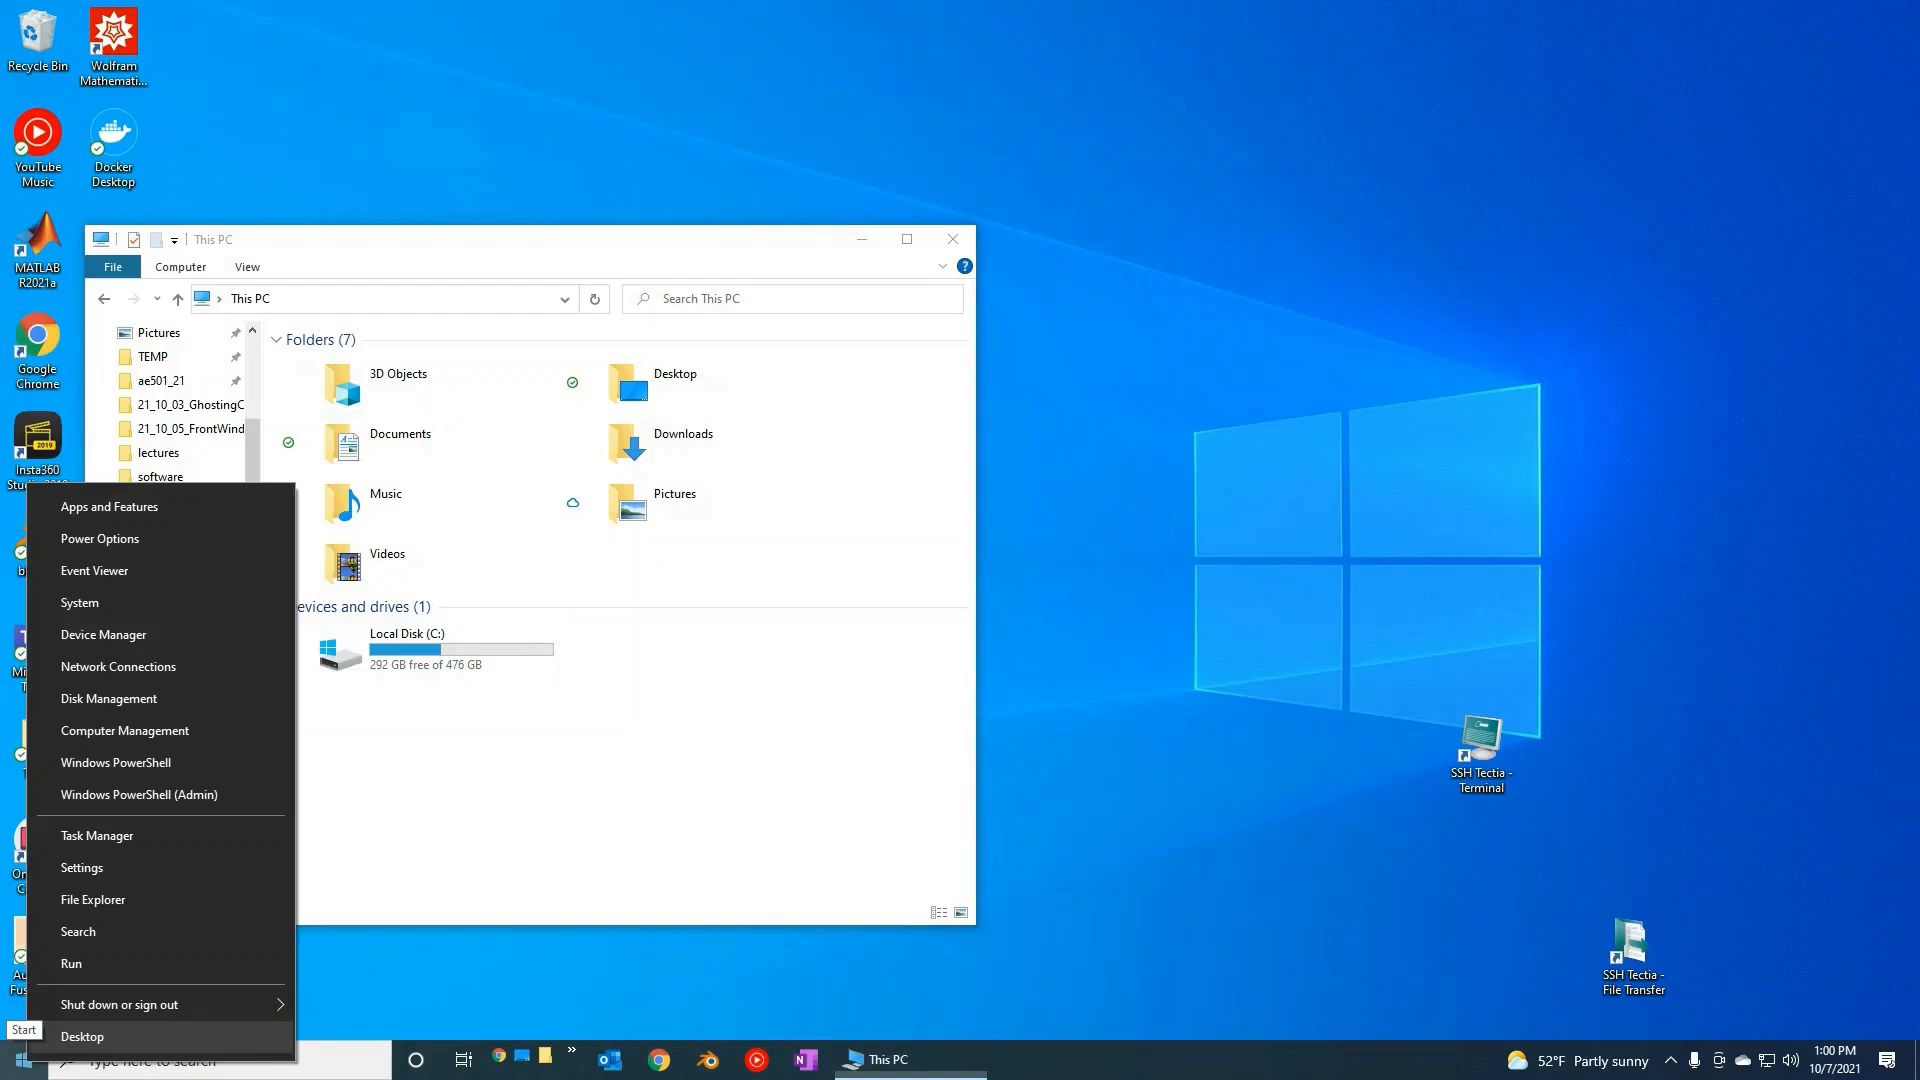 Recycle Bin
Wolfram
Mathemati...
YouTube
Music
Docker
Desktop
MATLAB
R2021a
Google
Chrome
Insta360
2019
This PC
File
Computer
View
?
This PC
Search This PC
Pictures
TEMP
ae501_21
21_10_03_GhostingC
21_10_05_FrontWind
lectures
software
Folders (7)
3D Objects
Desktop
Documents
Downloads
Music
Pictures
Videos
evices and drives (1)
Local Disk (C:)
292 GB free of 476 GB
Apps and Features
Power Options
Event Viewer
System
Device Manager
Network Connections
Disk Management
Computer Management
Windows PowerShell
Windows PowerShell (Admin)
Task Manager
Settings
File Explorer
Search
Run
Shut down or sign out
Desktop
Start
SSH Tectia -
Terminal
SSH Tectia -
File Transfer
This PC
52°F Partly sunny
1:00 PM
10/7/2021